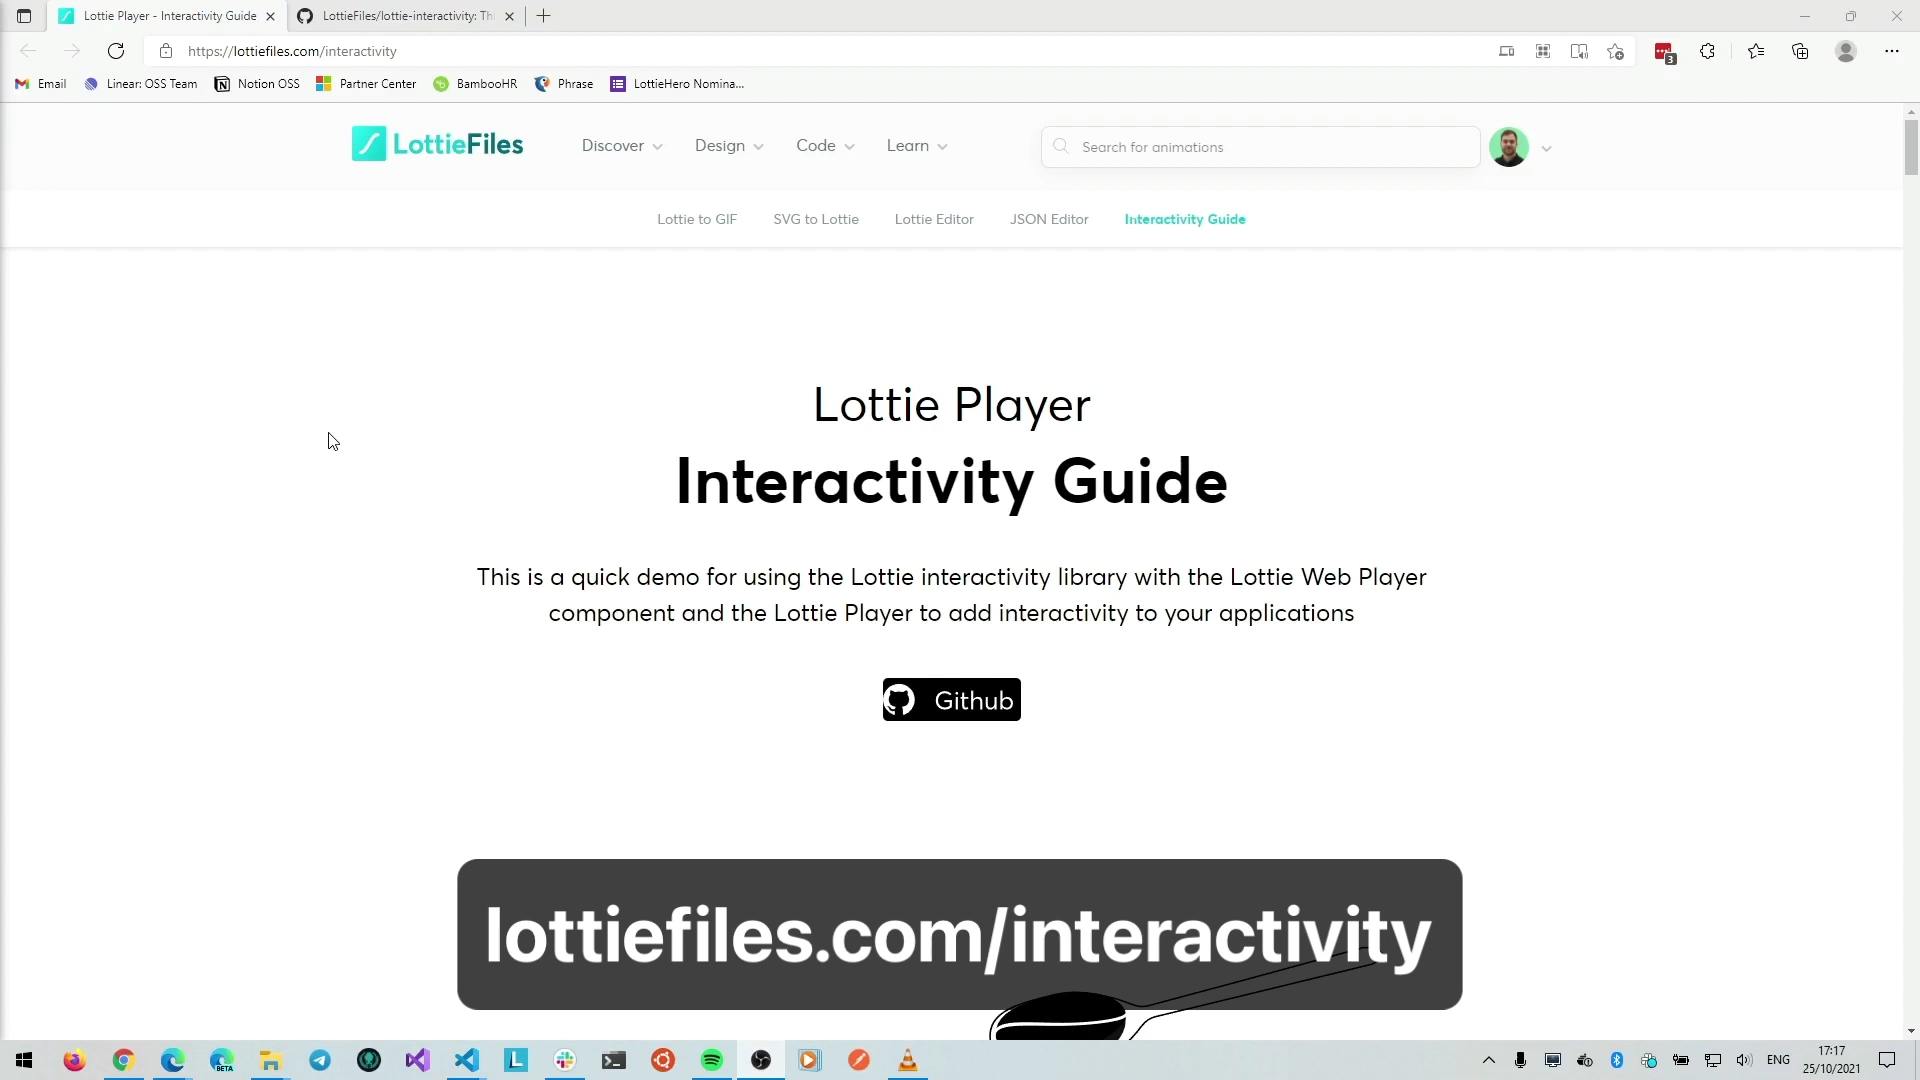 Lottie Player - Interactivity Guide
LottieFiles/lottie-interactivity: Thi
https://lottiefiles.com/interactivity
3
Email
Linear: OSS Team
Notion OSS
Partner Center
BambooHR
Phrase
LottieHero Nomina...
LottieFiles
Discover
Design
Code
Learn
Search for animations
Lottie to GIF
SVG to Lottie
Lottie Editor
JSON Editor
Interactivity Guide
Lottie Player
Interactivity Guide
This is a quick demo for using the Lottie interactivity library with the Lottie Web Player
component and the Lottie Player to add interactivity to your applications
Github
lottiefiles.com/interactivity
BETA
L
ENG
17:17
25/10/2021